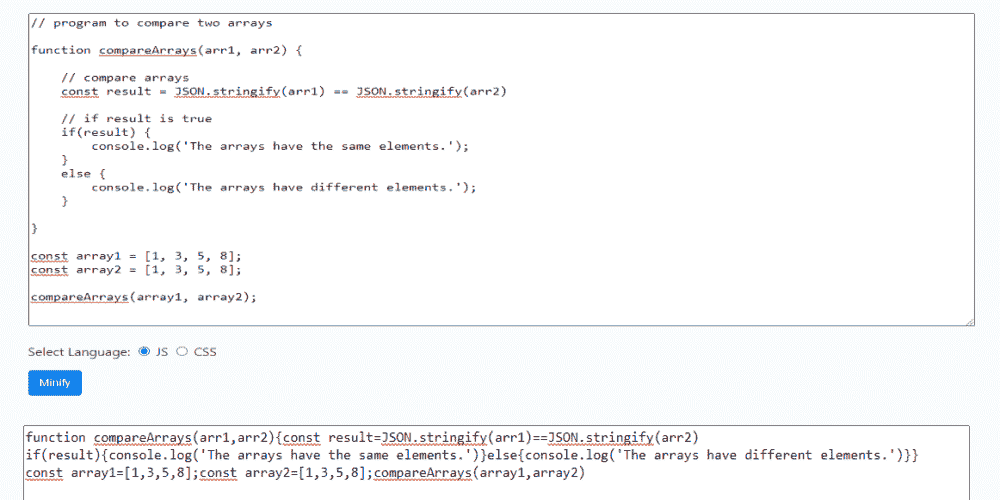 // program to compare two arrays
function compareArrays(arr1, arr2) {
// compare arrays
const result = JSON.stringify(arr1) == JSON.stringify(arr2)
// if result is true
if(result) {
console.log('The arrays have the same elements.');
}
else {
console.log('The arrays have different elements.');
}
}
const array1 = [1, 3, 5, 8];
const array2 = [1, 3, 5, 8];
compareArrays(array1, array2);
Select Language: JS CSS
Minify
function compareArrays(arr1,arr2){const result=JSON.stringify(arr1)==JSON.stringify(arr2)
if(result){console.log('The arrays have the same elements.')}else{console.log('The arrays have different elements.')}}
const array1=[1,3,5,8];const array2=[1,3,5,8];compareArrays(array1,array2)